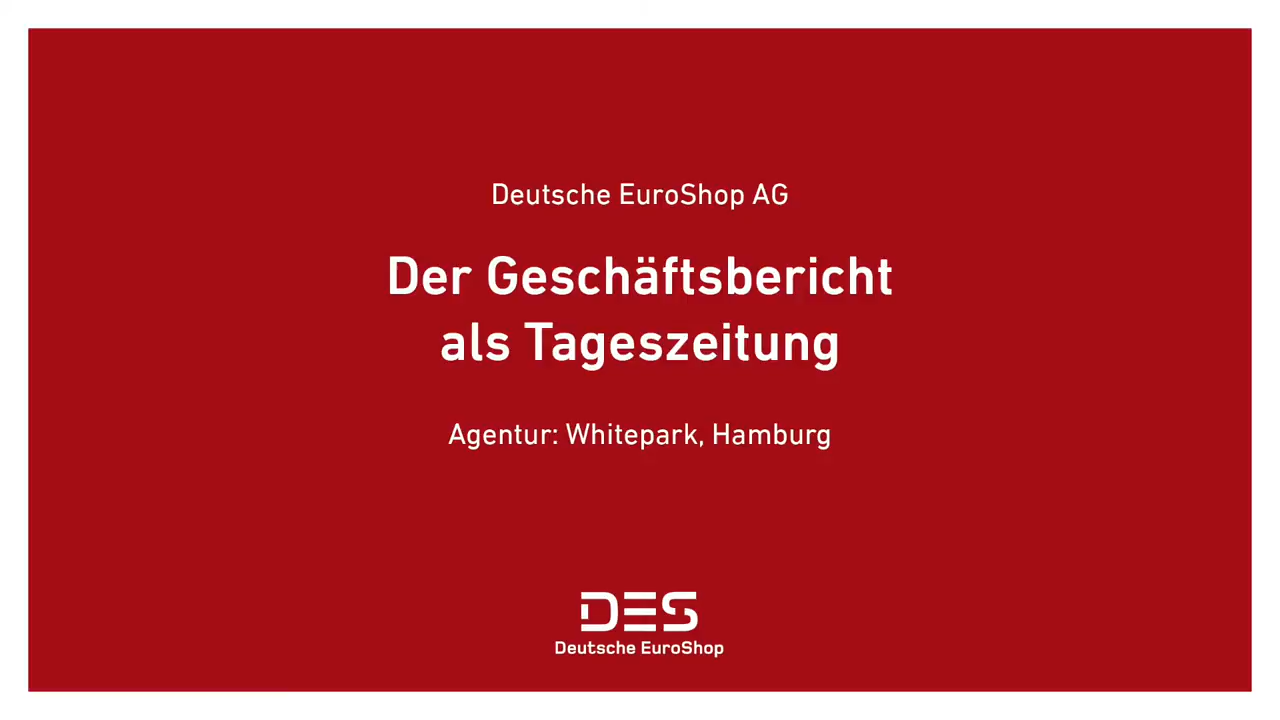 Deutsche EuroShop AG
Der Geschäftsbericht
als Tageszeitung
Agentur: Whitepark, Hamburg
DES
Deutsche EuroShop